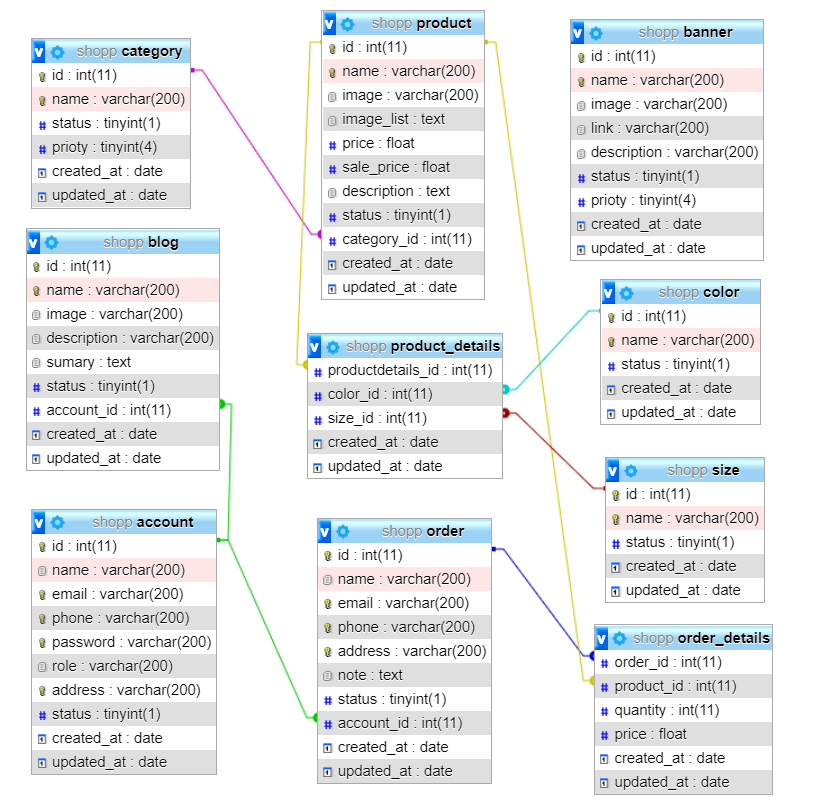 shopp category
id : int(11)
name : varchar(200)
status : tinyint(1)
prioty : tinyint(4)
created_at : date
updated_at : date
shopp product
id : int(11)
name : varchar(200)
image : varchar(200)
image_list : text
price : float
sale_price : float
description : text
status : tinyint(1)
category_id : int(11)
created_at : date
updated_at : date
shopp banner
id : int(11)
name : varchar(200)
image : varchar(200)
link : varchar(200)
description : varchar(200)
status : tinyint(1)
prioty : tinyint(4)
created_at : date
updated_at : date
shopp blog
id : int(11)
name : varchar(200)
image : varchar(200)
description : varchar(200)
sumary : text
status : tinyint(1)
account_id : int(11)
created_at : date
updated_at : date
shopp product_details
productdetails_id : int(11)
color_id : int(11)
size_id : int(11)
created_at : date
updated_at : date
shopp color
id : int(11)
name : varchar(200)
status : tinyint(1)
created_at : date
updated_at : date
shopp size
id : int(11)
name : varchar(200)
status : tinyint(1)
created_at : date
updated_at : date
shopp account
id : int(11)
name : varchar(200)
email : varchar(200)
phone : varchar(200)
password : varchar(200)
role : varchar(200)
address : varchar(200)
status : tinyint(1)
created_at : date
updated_at : date
shopp order
id : int(11)
name : varchar(200)
email : varchar(200)
phone : varchar(200)
address : varchar(200)
note : text
status : tinyint(1)
account_id : int(11)
created_at : date
updated_at : date
shopp order_details
order_id : int(11)
product_id : int(11)
quantity : int(11)
price : float
created_at : date
updated_at : date